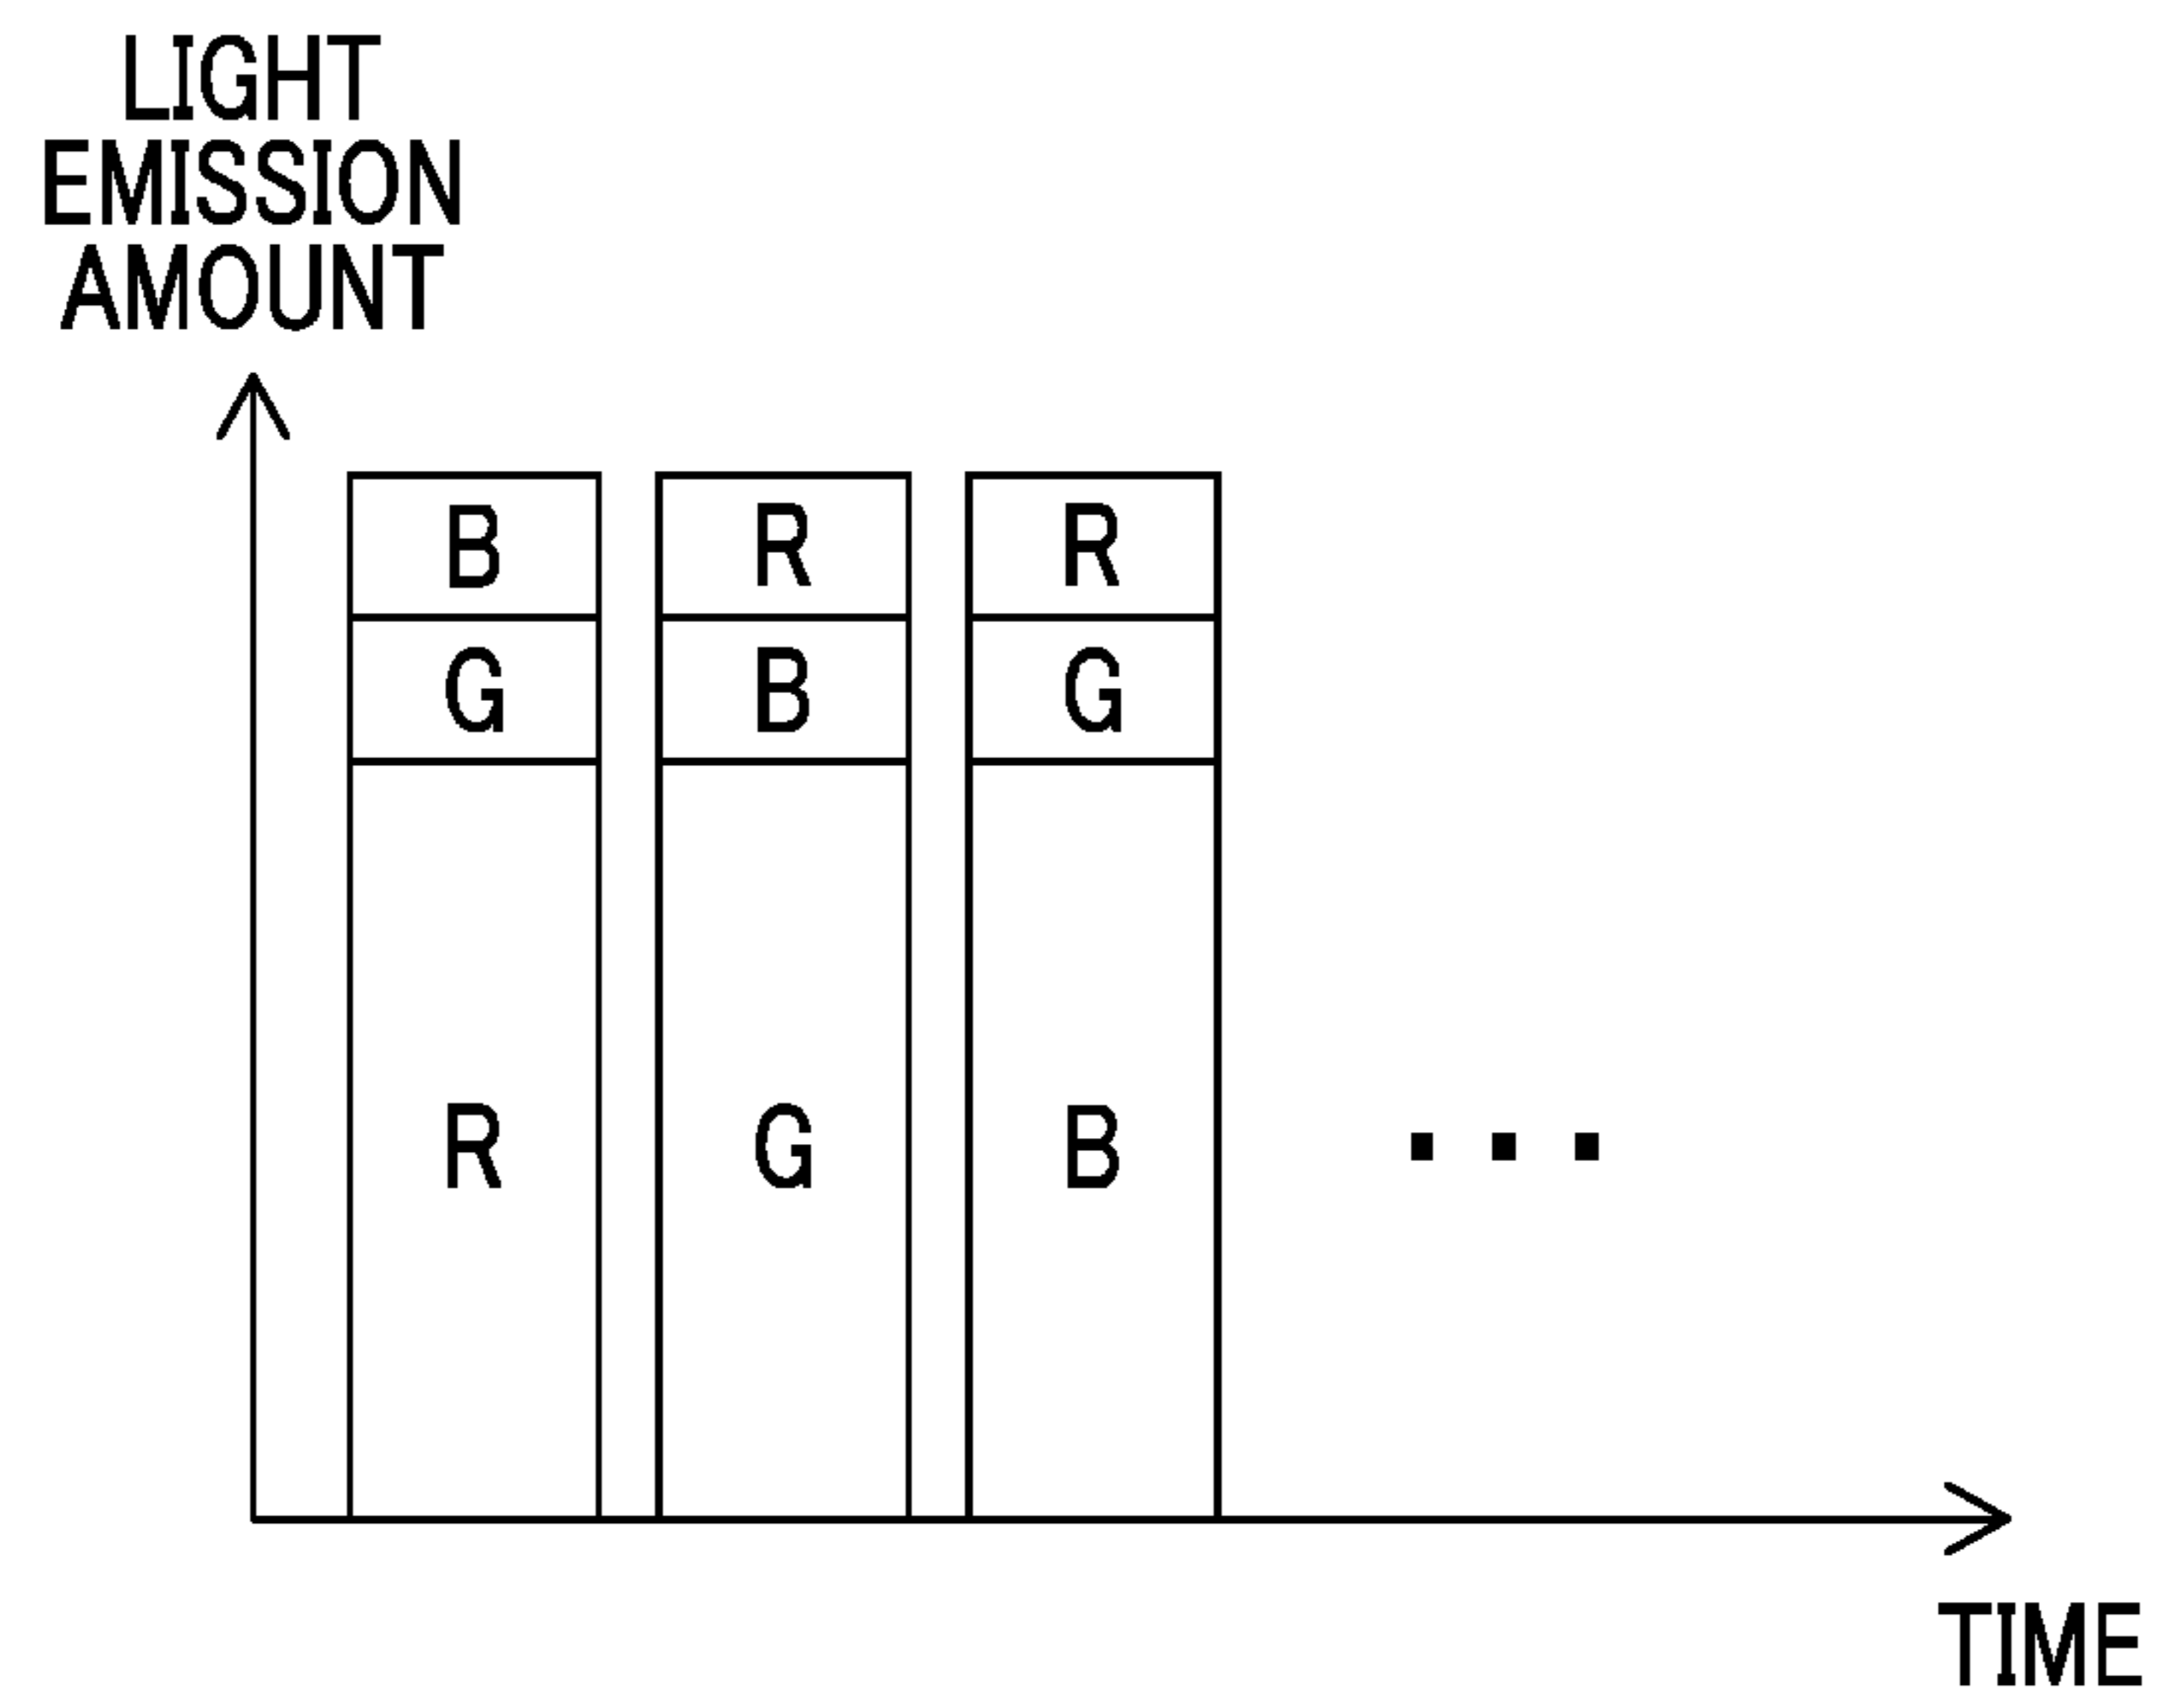 LIGHT
EMISSION
AMOUNT
B R R
G B G
R G B ...
TIME